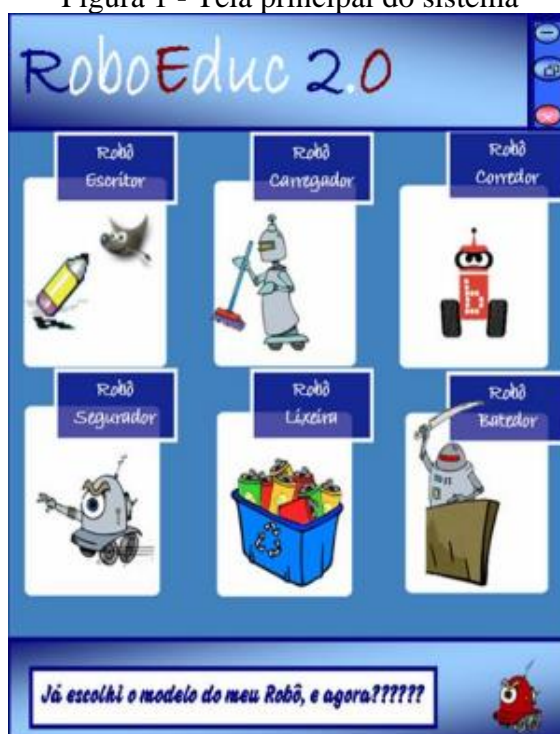 Figura 1 - Tela principal do sistema
RoboEduc 2.0
Robô
Escritor
Robô
Carregador
Robô
Corredor
Robô
Segurador
Robô
Lixeira
Robô
Batedor
Já escolhi o modelo do meu Robô, e agora??????